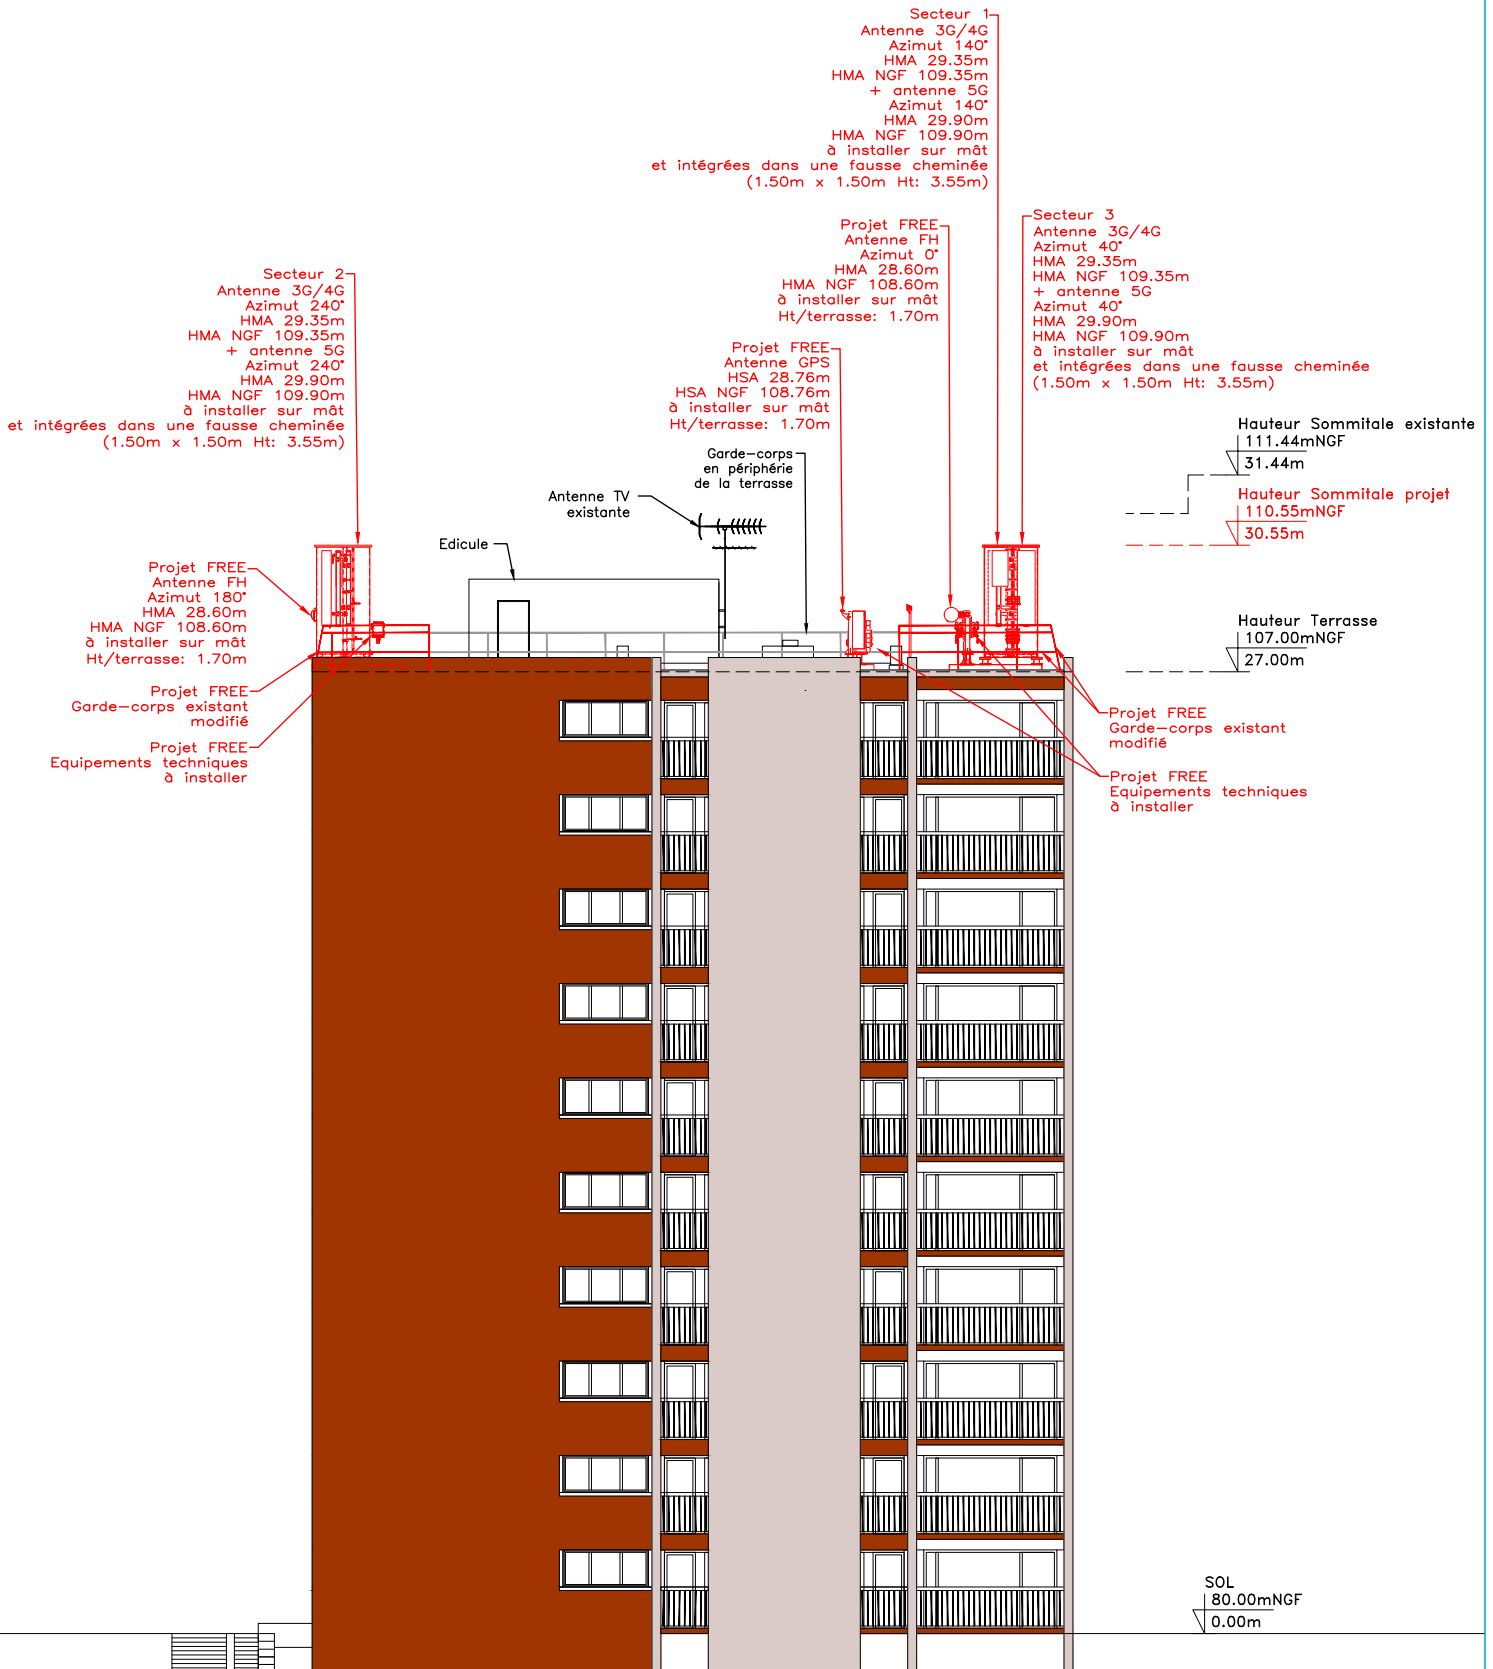 Secteur 1
Antenne 3G/4G
Azimut 140°
HMA 29.35m
HMA NGF 109.35m
+ antenne 5G
Azimut 140°
HMA 29.90m
HMA NGF 109.90m
à installer sur mât
et intégrées dans une fausse cheminée
(1.50m x 1.50m Ht: 3.55m)
Secteur 3
Antenne 3G/4G
Azimut 40°
HMA 29.35m
HMA NGF 109.35m
+ antenne 5G
Azimut 40°
HMA 29.90m
HMA NGF 109.90m
à installer sur mât
et intégrées dans une fausse cheminée
(1.50m x 1.50m Ht: 3.55m)
Projet FREE
Antenne FH
Azimut 0°
HMA 28.60m
HMA NGF 108.60m
à installer sur mât
Ht/terrasse: 1.70m
Secteur 2
Antenne 3G/4G
Azimut 240°
HMA 29.35m
HMA NGF 109.35m
+ antenne 5G
Azimut 240°
HMA 29.90m
HMA NGF 109.90m
à installer sur mât
et intégrées dans une fausse cheminée
(1.50m x 1.50m Ht: 3.55m)
Projet FREE
Antenne GPS
HSA 28.76m
HSA NGF 108.76m
à installer sur mât
Ht/terrasse: 1.70m
Garde-corps
en périphérie
de la terrasse
Antenne TV
existante
Edicule
Hauteur Sommitale existante
111.44mNGF
31.44m
Hauteur Sommitale projet
110.55mNGF
30.55m
Projet FREE
Antenne FH
Azimut 180°
HMA 28.60m
HMA NGF 108.60m
à installer sur mât
Ht/terrasse: 1.70m
Hauteur Terrasse
107.00mNGF
27.00m
Projet FREE
Garde-corps existant
modifié
Projet FREE
Equipements techniques
à installer
Projet FREE
Garde-corps existant
modifié
Projet FREE
Equipements techniques
à installer
SOL
80.00mNGF
0.00m